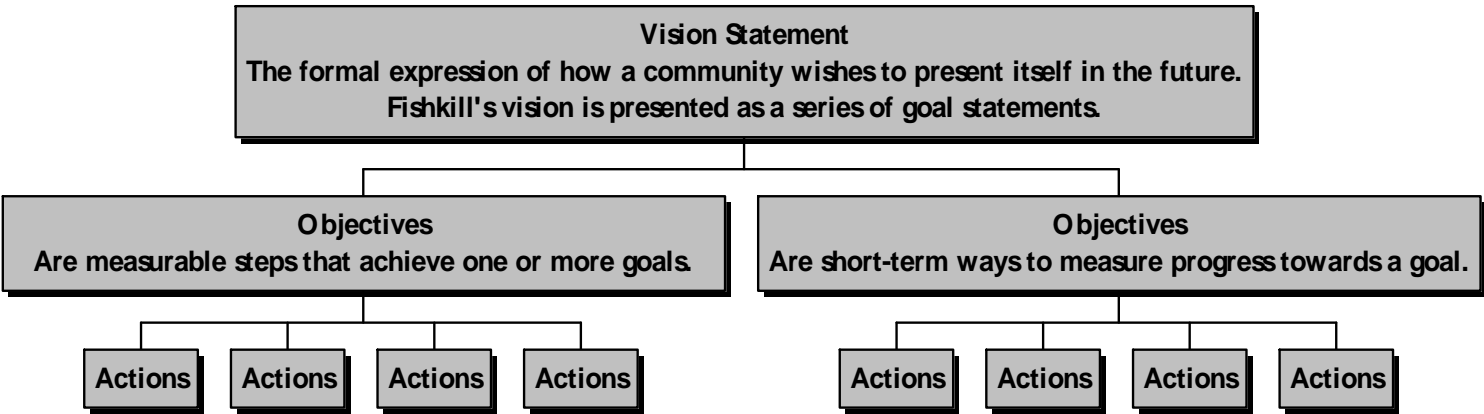 Vision Statement
The formal expression of how a community wishes to present itself in the future.
Fishkill's vision is presented as a series of goal statements.
Objectives
Are measurable steps that achieve one or more goals.
Objectives
Are short-term ways to measure progress towards a goal.
Actions
Actions
Actions
Actions
Actions
Actions
Actions
Actions